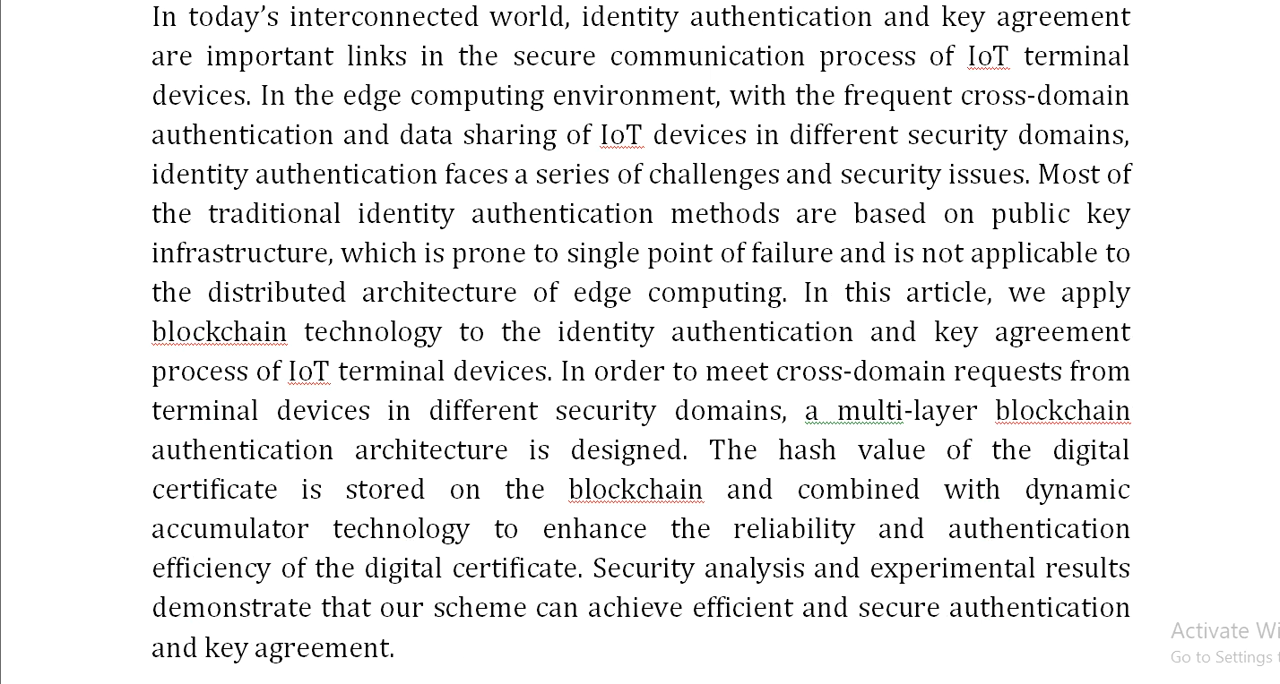 In today’s interconnected world, identity authentication and key agreement
are important links in the secure communication process of IoT terminal
devices. In the edge computing environment, with the frequent cross-domain
authentication and data sharing of IoT devices in different security domains,
identity authentication faces a series of challenges and security issues. Most of
the traditional identity authentication methods are based on public key
infrastructure, which is prone to single point of failure and is not applicable to
the distributed architecture of edge computing. In this article, we apply
blockchain technology to the identity authentication and key agreement
process of IoT terminal devices. In order to meet cross-domain requests from
terminal devices in different security domains, a multi-layer blockchain
authentication architecture is designed. The hash value of the digital
certificate is stored on the blockchain and combined with dynamic
accumulator technology to enhance the reliability and authentication
efficiency of the digital certificate. Security analysis and experimental results
demonstrate that our scheme can achieve efficient and secure authentication
and key agreement.
Activate Wi
Go to Settings